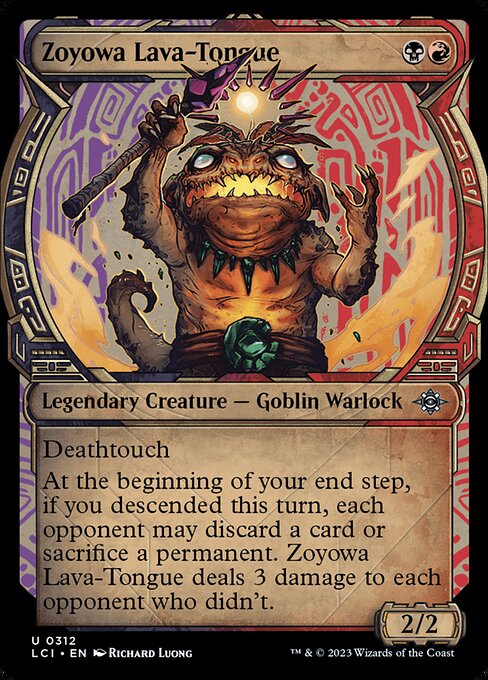 Zoyowa Lava-Tongue
Legendary Creature — Goblin Warlock
Deathtouch
At the beginning of your end step,
if you descended this turn, each
opponent may discard a card or
sacrifice a permanent. Zoyowa
Lava-Tongue deals 3 damage to each
opponent who didn't.
2/2
U 0312
LCI • EN Richard Luong
™ & © 2023 Wizards of the Coast